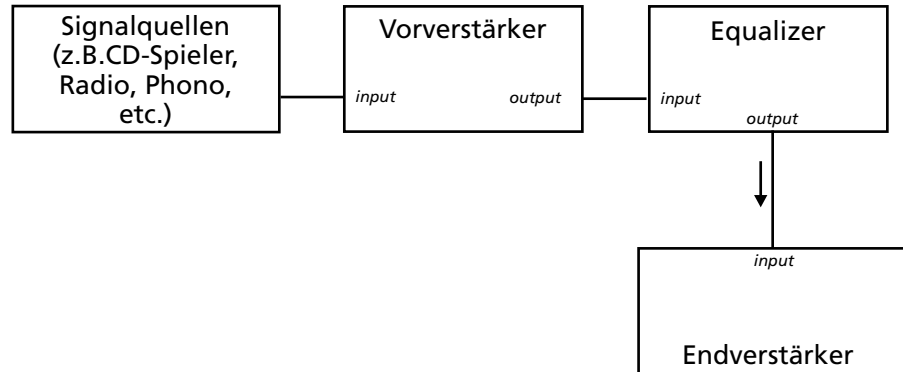 Signalquellen
(z.B.CD-Spieler,
Radio, Phono,
etc.)
Vorverstärker
input
output
Equalizer
input
output
input
Endverstärker